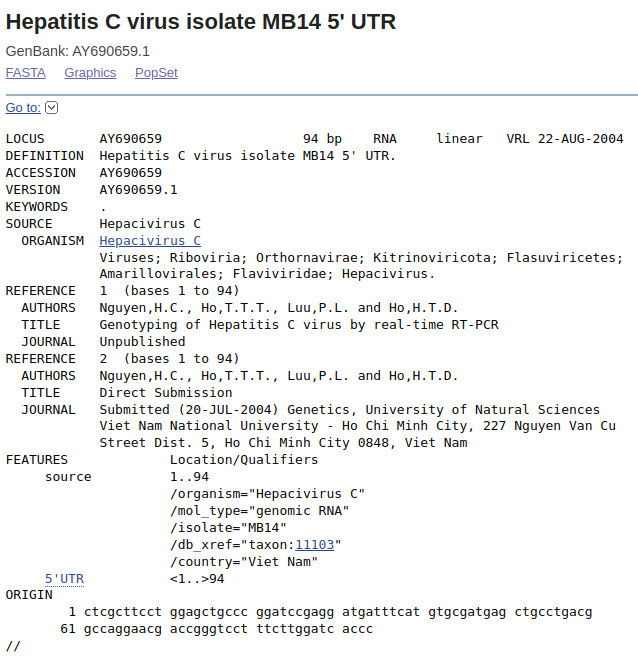 Hepatitis C virus isolate MB14 5' UTR
GenBank: AY690659.1
FASTA Graphics PopSet
Go to:
LOCUS AY690659 94 bp RNA linear VRL 22-AUG-2004
DEFINITION Hepatitis C virus isolate MB14 5' UTR.
ACCESSION AY690659
VERSION AY690659.1
KEYWORDS .
SOURCE Hepacivirus C
ORGANISM Hepacivirus C
Viruses; Riboviria; Orthornavirae; Kitrinoviricota; Flasuviricetes;
Amarillovirales; Flaviviridae; Hepacivirus.
REFERENCE 1 (bases 1 to 94)
AUTHORS Nguyen,H.C., Ho,T.T.T., Luu,P.L. and Ho,H.T.D.
TITLE Genotyping of Hepatitis C virus by real-time RT-PCR
JOURNAL Unpublished
REFERENCE 2 (bases 1 to 94)
AUTHORS Nguyen,H.C., Ho,T.T.T., Luu,P.L. and Ho,H.T.D.
TITLE Direct Submission
JOURNAL Submitted (20-JUL-2004) Genetics, University of Natural Sciences
Viet Nam National University - Ho Chi Minh City, 227 Nguyen Van Cu
Street Dist. 5, Ho Chi Minh City 0848, Viet Nam
FEATURES Location/Qualifiers
source 1..94
/organism="Hepacivirus C"
/mol_type="genomic RNA"
/isolate="MB14"
/db_xref="taxon:11103"
/country="Viet Nam"
5'UTR <1..>94
ORIGIN
1 ctcgcttcct ggagctgccc ggatccgagg atgatttcat gtgcgatgag ctgcctgacg
61 gccaggaacg accgggtcct ttcttggatc accc
//